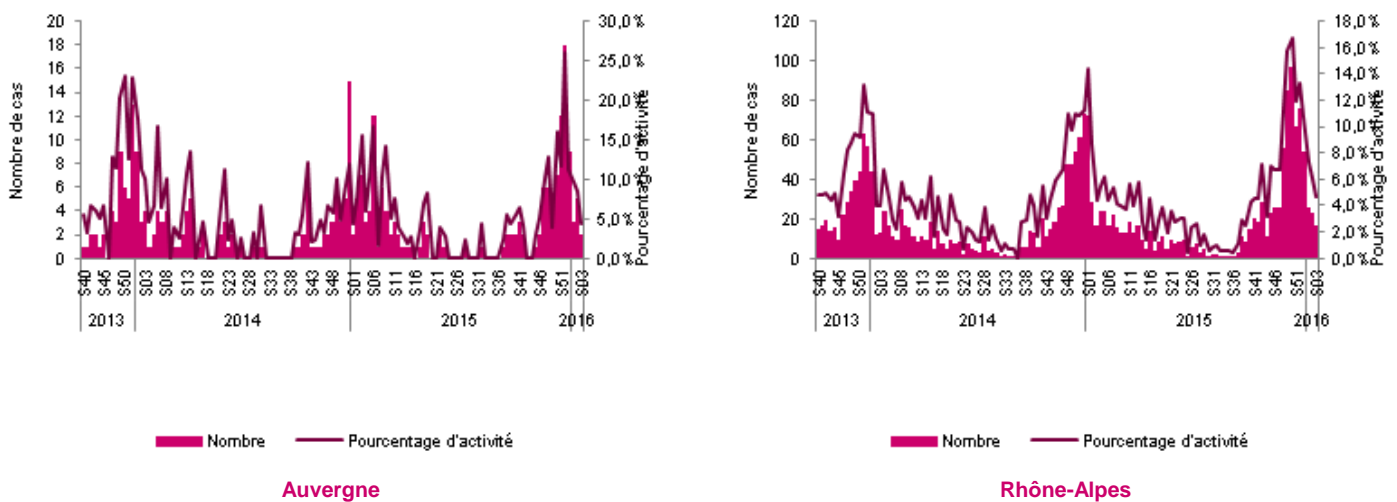 20
18
16
14
12
10
8
6
4
2
0
Nombre de cas
30,0%
25,0%
20,0%
15,0%
10,0%
5,0%
0,0%
Pourcentage d'activité
S40
S45
S50
S03
S08
S13
S18
S23
S28
S33
S38
S43
S48
S01
S06
S11
S16
S21
S26
S31
S36
S41
S46
S51
S03
2013
2014
2015
2016
Nombre
Pourcentage d'activité
Auvergne
120
100
80
60
40
20
0
Nombre de cas
18,0%
16,0%
14,0%
12,0%
10,0%
8,0%
6,0%
4,0%
2,0%
0,0%
Pourcentage d'activité
S40
S45
S50
S03
S08
S13
S18
S23
S28
S33
S38
S43
S48
S01
S06
S11
S16
S21
S26
S31
S36
S41
S46
S51
S03
2013
2014
2015
2016
Nombre
Pourcentage d'activité
Rhône-Alpes